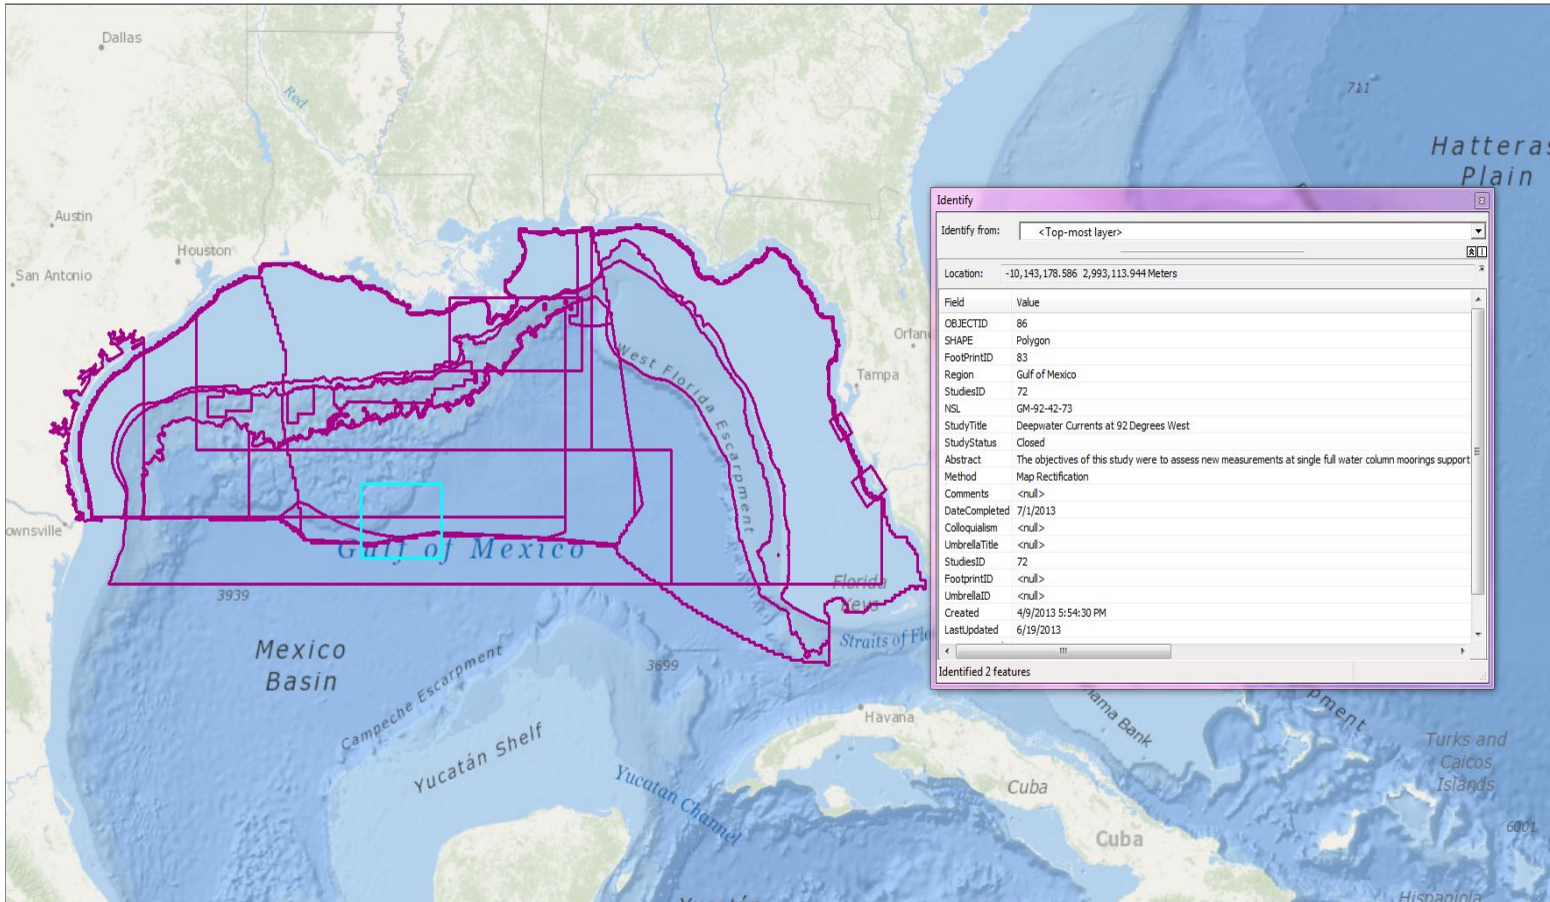 Dallas
Red
711
Hatteras
Plain
Austin
Houston
San Antonio
Identify
Identify from:
<Top-most layer>
Location: -10,143,178.586 2,993,113.944 Meters
Field Value
OBJECTID 86
SHAPE Polygon
FootPrintID 83
Region Gulf of Mexico
StudiesID 72
NSL GM-92-42-73
StudyTitle Deepwater Currents at 92 Degrees West
StudyStatus Closed
Abstract The objectives of this study were to assess new measurements at single full water column moorings support
Method Map Rectification
Comments <null>
DateCompleted 7/1/2013
Colloquialism <null>
UmbrellaTitle <null>
StudiesID 72
FootprintID <null>
UmbrellaID <null>
Created 4/9/2013 5:54:30 PM
LastUpdated 6/19/2013
Identified 2 features
Orlan
West Florida Escarpment
Tampa
ownsville
Gulf of Mexico
Florida
Keys
3939
Straits of Flo
Mexico
Basin
3699
Campeche Escarpment
Havana
hama Bank
pment
Yucatán Shelf
Turks and
Caicos
Islands
Yucatan Channel
Cuba
Cuba
6001
Hispaniola